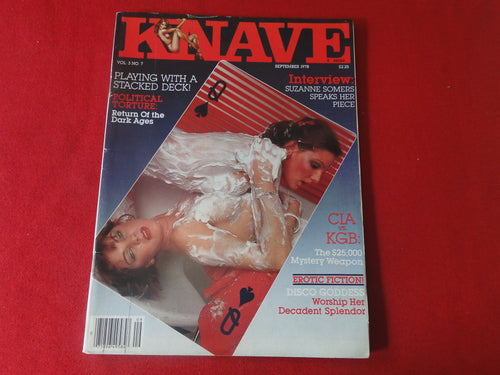 KNAVE
VOL. 5 NO. 7
SEPTEMBER 1978
$2.25
PLAYING WITH A
STACKED DECK!
POLITICAL
TORTURE:
Return Of the
Dark Ages
Interview:
SUZANNE SOMERS
SPEAKS HER
PIECE
Q
CIA
vs.
KGB:
The $25,000
Mystery Weapon
EROTIC FICTION!
DISCO GODDESS
Worship Her
Decadent Splendor
Q